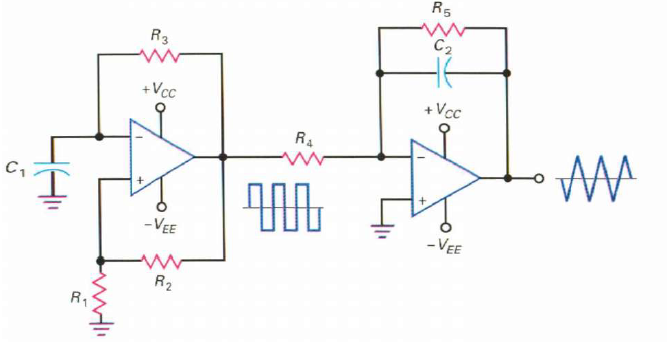 R5
C2
R3
+VCC
+VCC
R4
−
−
C1
+
+
−VEE
−VEE
R2
R1